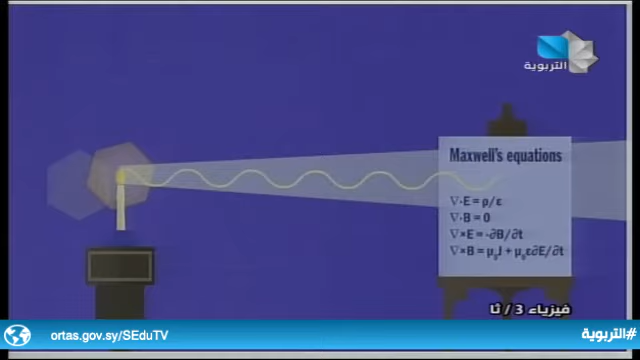 التربوية
Maxwell's equations
∇·E = ρ/ε
∇·B = 0
∇×E = -∂B/∂t
∇×B = μ₀J + μ₀ε∂E/∂t
فيزياء 3 / ثا
ortas.gov.sy/SEduTV
#التربوية